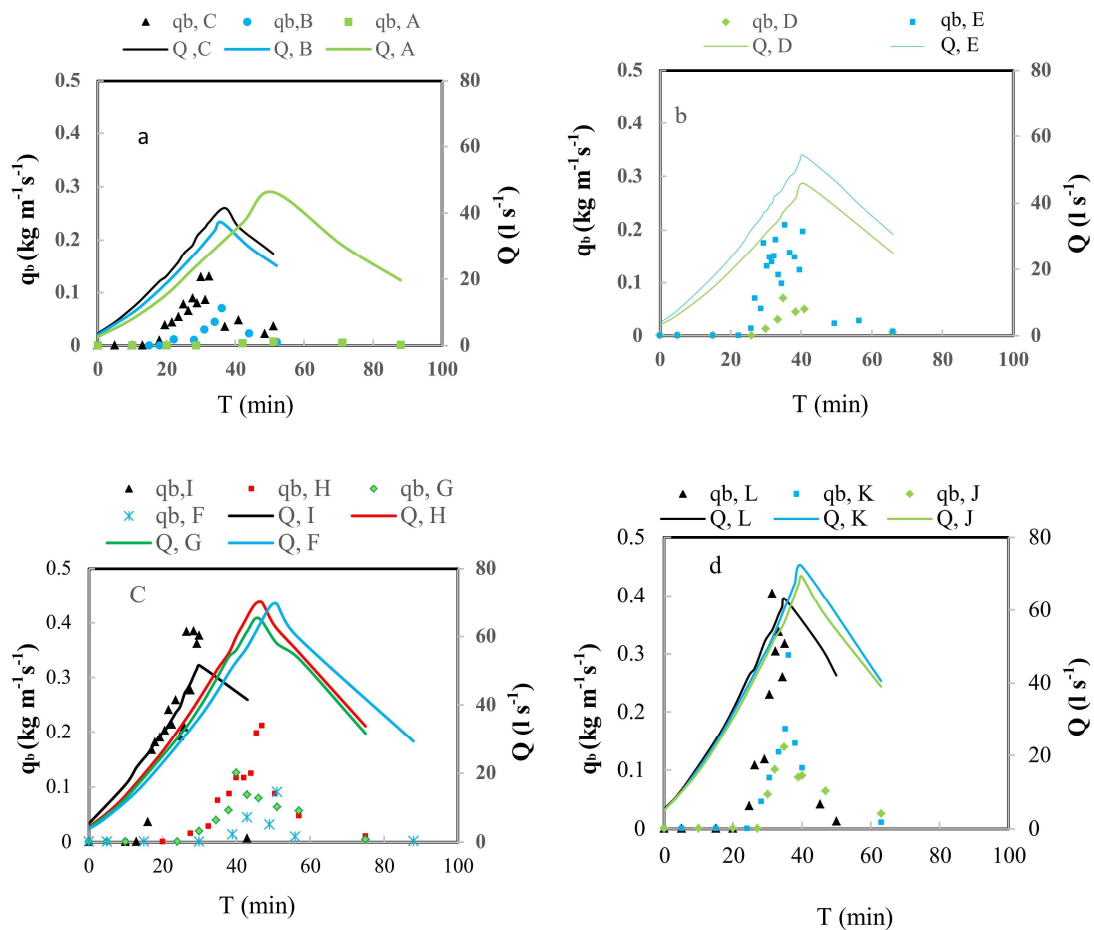 qb, C qb,B qb, A
Q ,C Q, B Q, A
0.5 80
0.4 60
0.3 40
0.2 20
0.1 0
0
a
qb (kg m-1s-1)
Q (l s-1)
0 20 40 60 80 100
T (min)
qb, D qb, E
Q, D Q, E
0.5 80
0.4 60
0.3 40
0.2 20
0.1 0
0
b
qb (kg m-1s-1)
Q (l s-1)
0 20 40 60 80 100
T (min)
qb,I qb, H qb, G
qb, F Q, I Q, H
Q, G Q, F
0.5 80
0.4 60
0.3 40
0.2 20
0.1 0
0
C
qb (kg m-1s-1)
Q (l s-1)
0 20 40 60 80 100
T (min)
qb, L qb, K qb, J
Q, L Q, K Q, J
0.5 80
0.4 60
0.3 40
0.2 20
0.1 0
0
d
qb (kg m-1s-1)
Q (l s-1)
0 20 40 60 80 100
T (min)